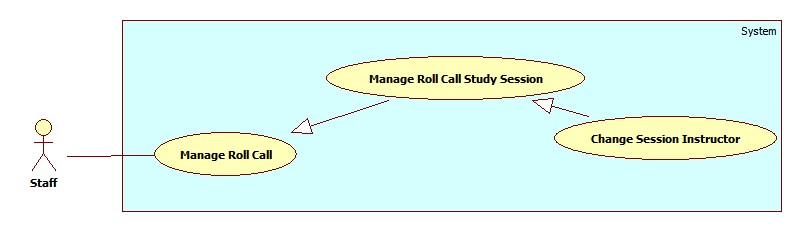 System
Manage Roll Call Study Session
Change Session Instructor
Manage Roll Call
Staff